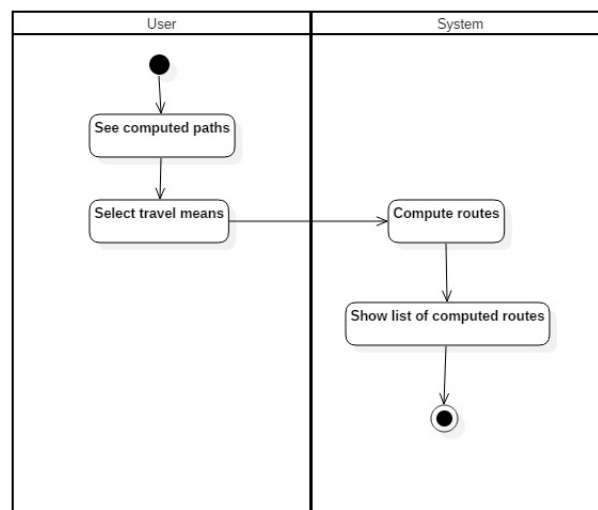 User
System
See computed paths
Select travel means
Compute routes
Show list of computed routes